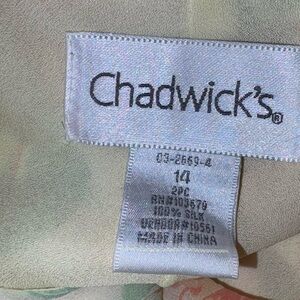 Chadwick's®
03-2669-4
14
2PC
RN#103679
100% SILK
VENDOR#10561
MADE IN CHINA